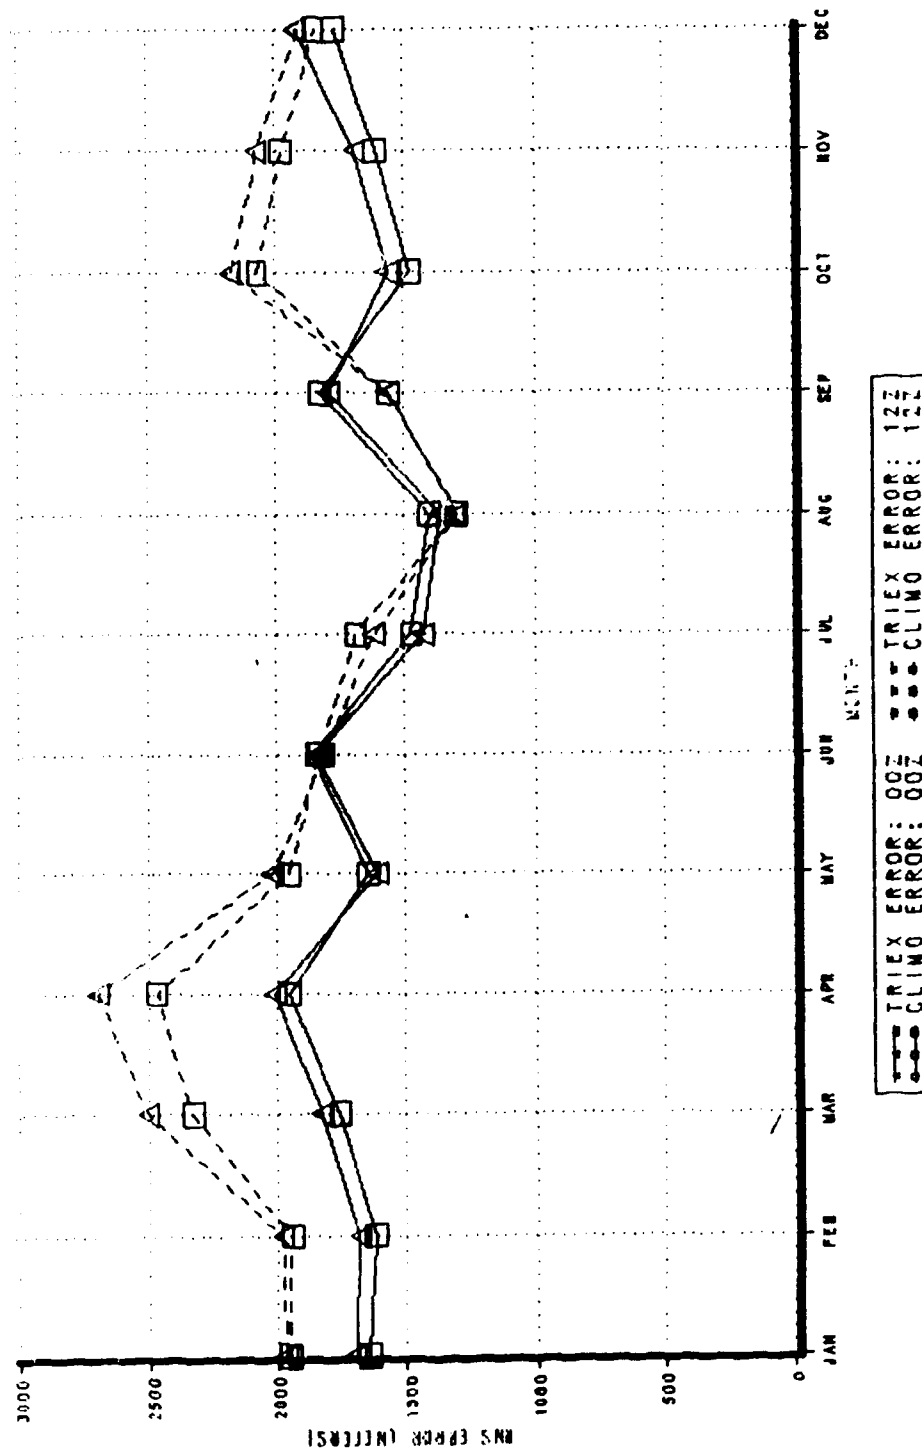 RMS ERROR (METERS)
3000
2500
2000
1500
1000
500
0
JAN FEB MAR APR MAY JUN JUL AUG SEP OCT NOV DEC
MONTH
TRIEX ERROR: 00Z TRIEX ERROR: 12Z
CLIMO ERROR: 00Z CLIMO ERROR: 12Z